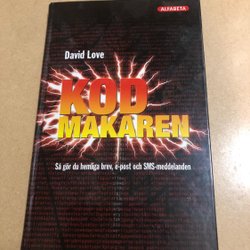 ALFABETA
David Love
KOD
MAKAREN
Så gör du hemliga brev, e-post och SMS-meddelanden